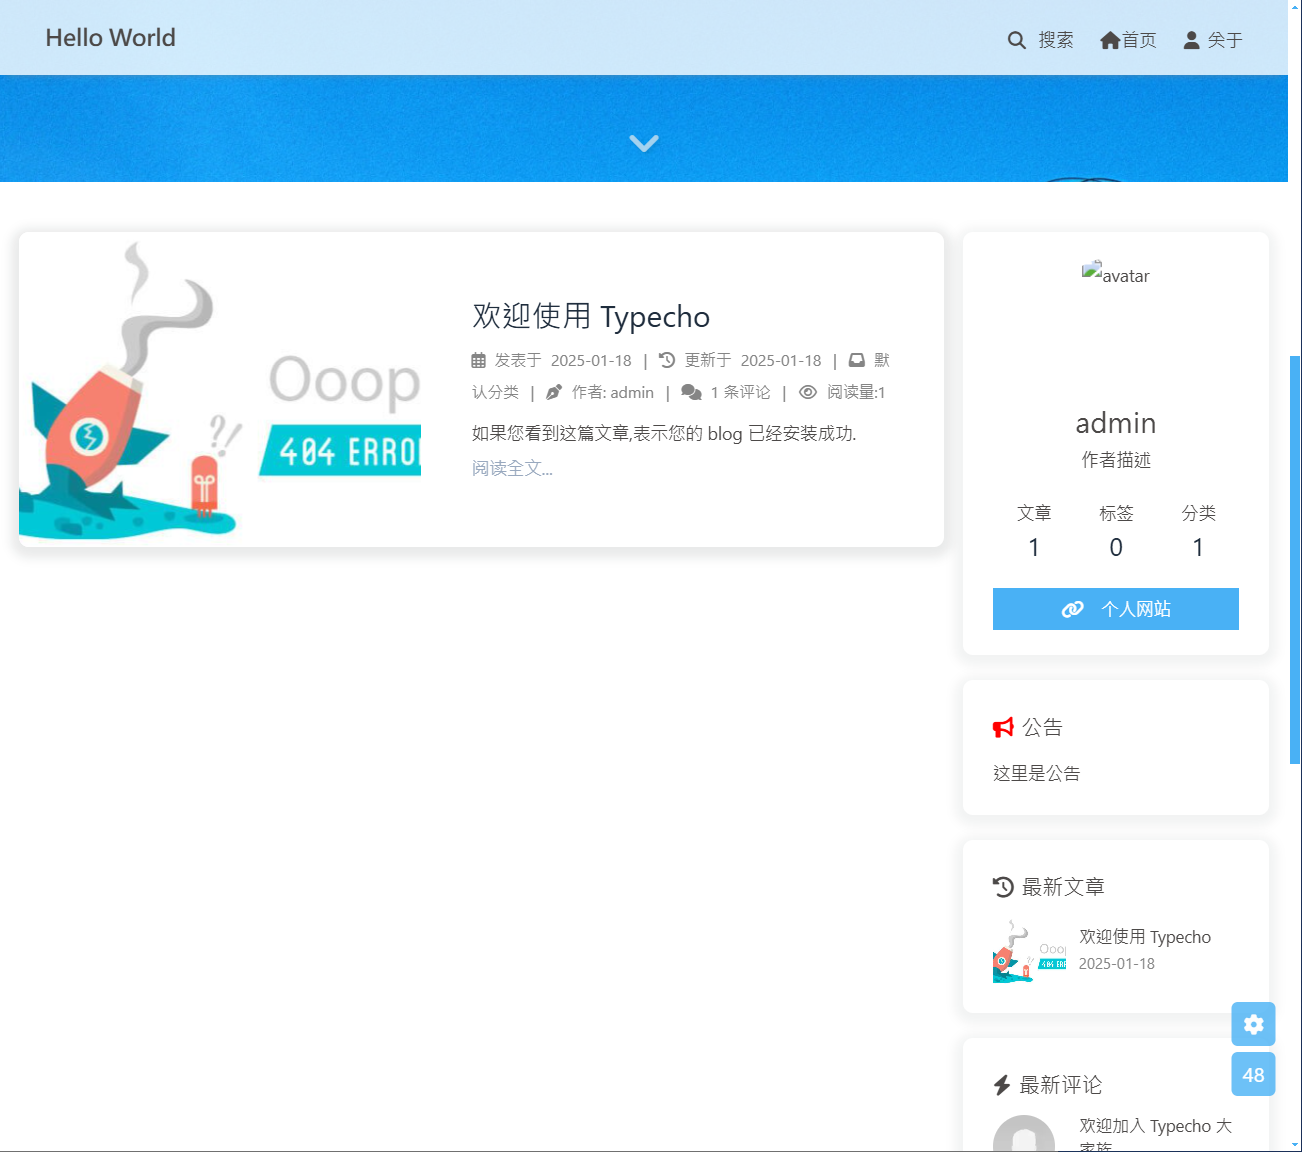 Hello World
搜索 首页 关于
欢迎使用 Typecho
发表于 2025-01-18 | 更新于 2025-01-18 | 默
认分类 | 作者: admin | 1 条评论 | 阅读量:1
如果您看到这篇文章,表示您的 blog 已经安装成功.
阅读全文...
Ooop
404 ERRO
!?
avatar
admin
作者描述
文章 标签 分类
1 0 1
个人网站
公告
这里是公告
最新文章
Ooop
404 ERR
欢迎使用 Typecho
2025-01-18
48
最新评论
欢迎加入 Typecho 大
家族